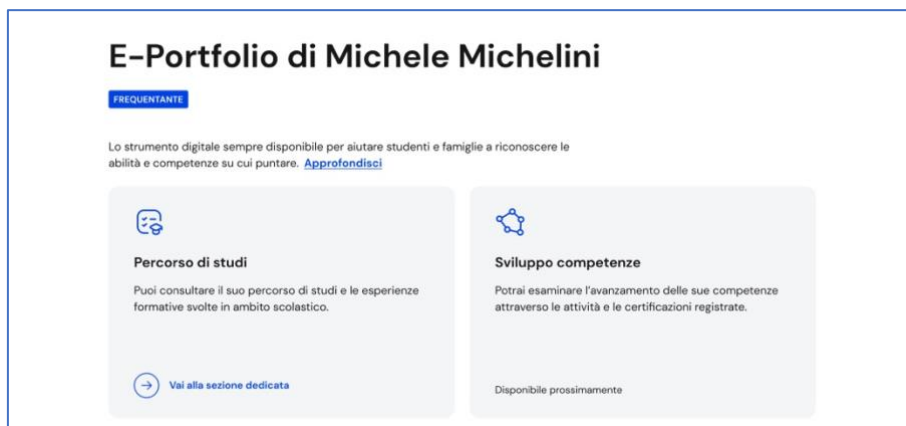 E-Portfolio di Michele Michelini
FREQUENTANTE
Lo strumento digitale sempre disponibile per aiutare studenti e famiglie a riconoscere le
abilità e competenze su cui puntare. Approfondisci
Percorso di studi
Puoi consultare il suo percorso di studi e le esperienze
formative svolte in ambito scolastico.
Vai alla sezione dedicata
Sviluppo competenze
Potrai esaminare l'avanzamento delle sue competenze
attraverso le attività e le certificazioni registrate.
Disponibile prossimamente